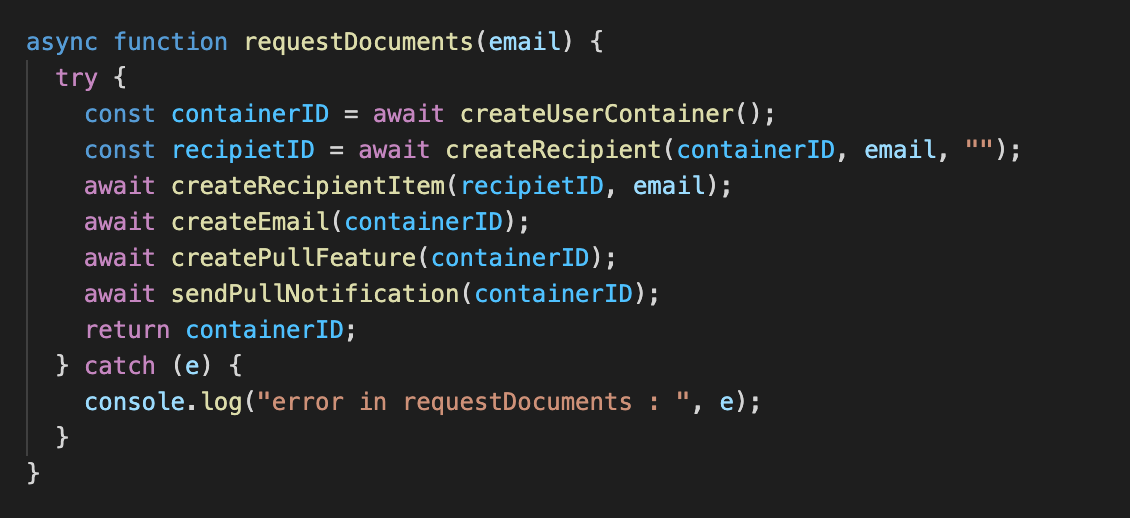 async function requestDocuments(email) {
  try {
    const containerID = await createUserContainer();
    const recipietID = await createRecipient(containerID, email, "");
    await createRecipientItem(recipietID, email);
    await createEmail(containerID);
    await createPullFeature(containerID);
    await sendPullNotification(containerID);
    return containerID;
  } catch (e) {
    console.log("error in requestDocuments : ", e);
  }
}